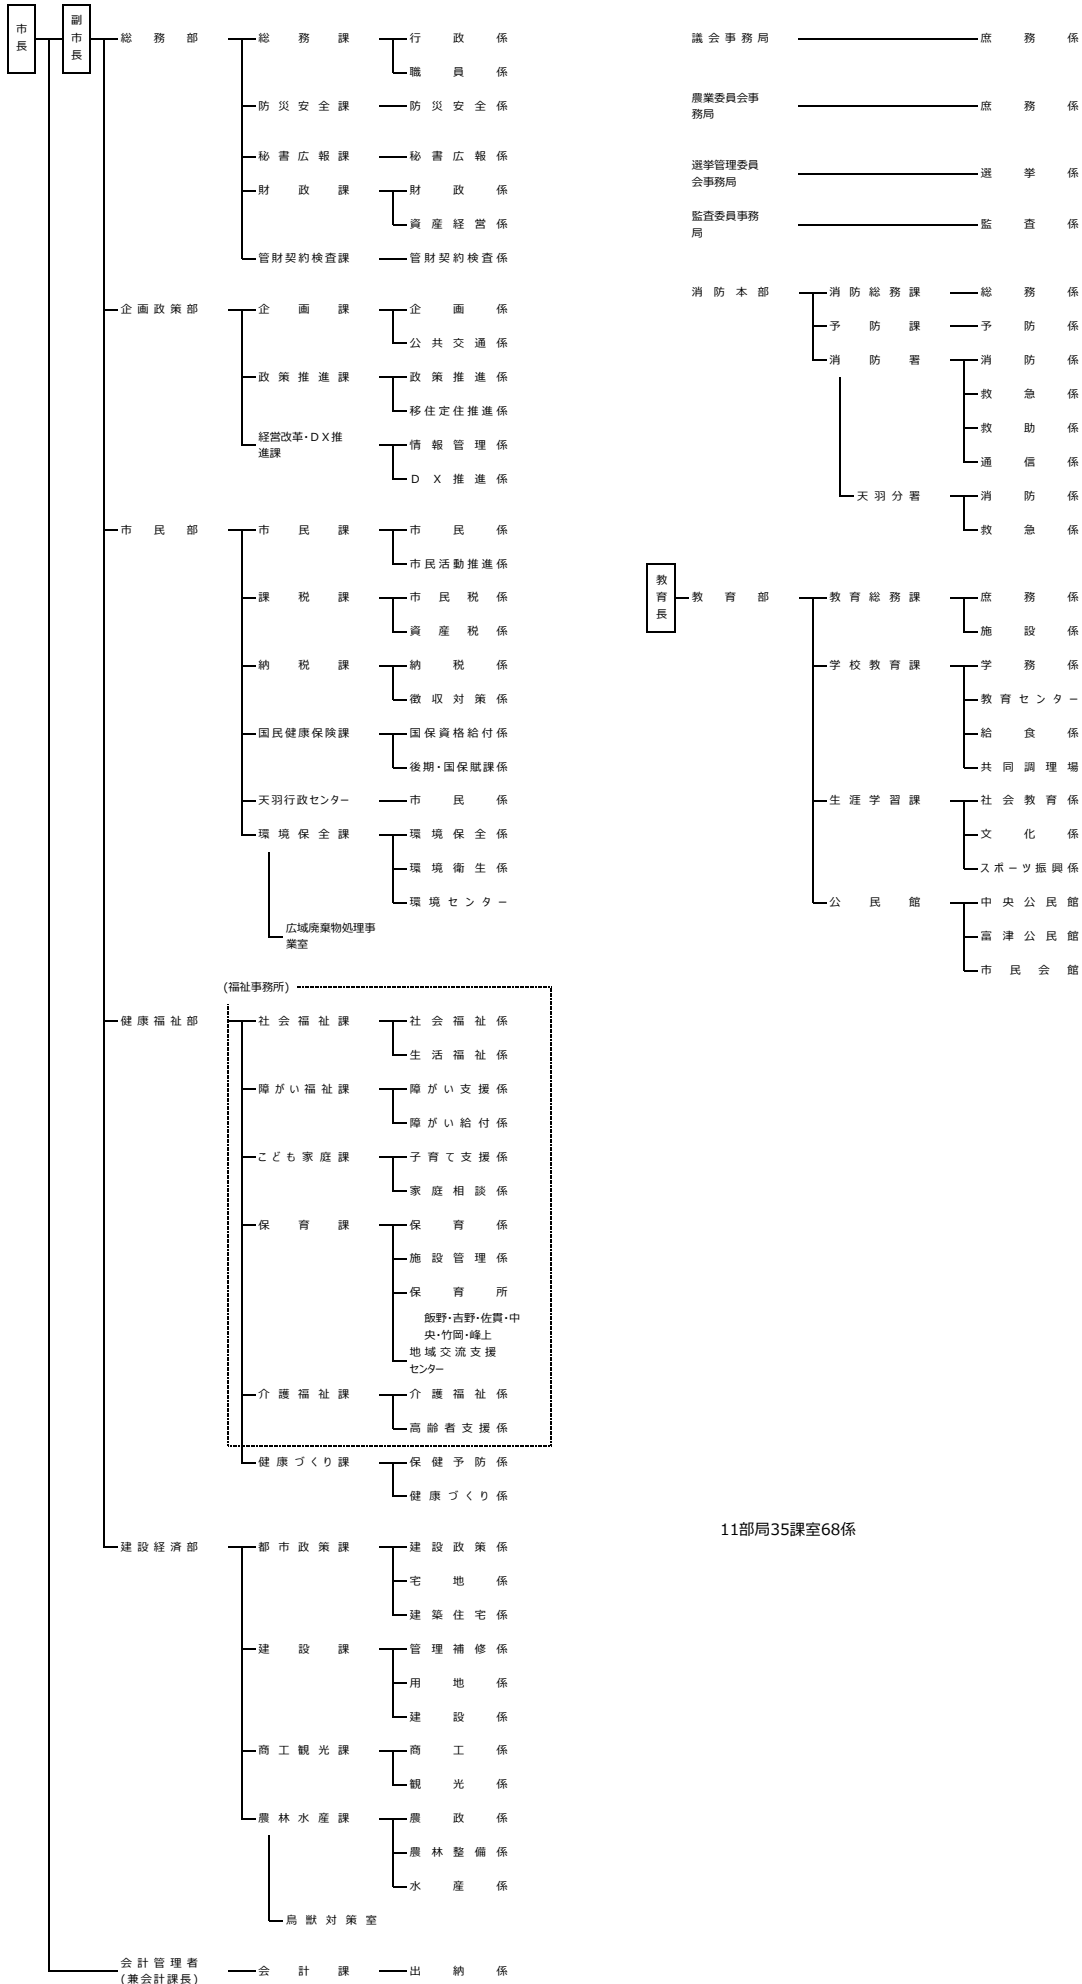 市長
副市長
総務部
総務課
行政係
職員係
防災安全課
防災安全係
秘書広報課
秘書広報係
財政課
財政係
資産経営係
管財契約検査課
管財契約検査係
企画政策部
企画課
企画係
公共交通係
政策推進課
政策推進係
移住定住推進係
経営改革・DX推
進課
情報管理係
DX推進係
市民部
市民課
市民係
市民活動推進係
課税課
市民税係
資産税係
納税課
納税係
徴収対策係
国民健康保険課
国保資格給付係
後期・国保賦課係
天羽行政センター
市民係
環境保全課
環境保全係
環境衛生係
環境センター
広域廃棄物処理事
業室
(福祉事務所)
健康福祉部
社会福祉課
社会福祉係
生活福祉係
障がい福祉課
障がい支援係
障がい給付係
こども家庭課
子育て支援係
家庭相談係
保育課
保育係
施設管理係
保育所
飯野・吉野・佐貫・中
央・竹岡・峰上
地域交流支援
センター
介護福祉課
介護福祉係
高齢者支援係
健康づくり課
保健予防係
健康づくり係
建設経済部
都市政策課
建設政策係
宅地係
建築住宅係
建設課
管理補修係
用地係
建設係
商工観光課
商工係
観光係
農林水産課
農政係
農林整備係
水産係
鳥獣対策室
会計管理者
(兼会計課長)
会計課
出納係
議会事務局
庶務係
農業委員会事
務局
庶務係
選挙管理委員
会事務局
選挙係
監査委員事務
局
監査係
消防本部
消防総務課
総務係
予防課
予防係
消防署
消防係
救急係
救助係
通信係
天羽分署
消防係
救急係
教育長
教育部
教育総務課
庶務係
施設係
学校教育課
学務係
教育センター
給食係
共同調理場
生涯学習課
社会教育係
文化係
スポーツ振興係
公民館
中央公民館
富津公民館
市民会館
11部局35課室68係